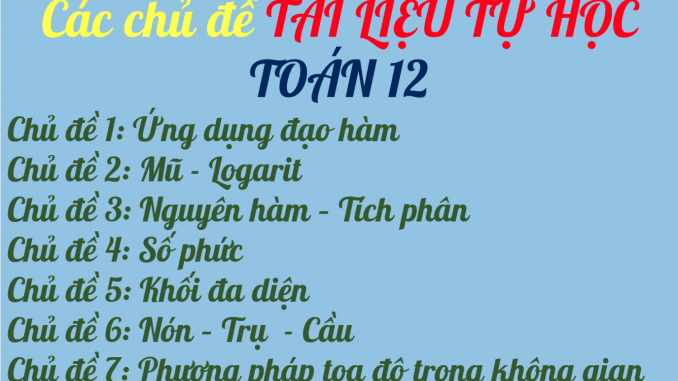 Các chủ đề TÀI LIỆU TỰ HỌC
TOÁN 12
Chủ đề 1: Ứng dụng đạo hàm
Chủ đề 2: Mũ - Logarit
Chủ đề 3: Nguyên hàm – Tích phân
Chủ đề 4: Số phức
Chủ đề 5: Khối đa diện
Chủ đề 6: Nón – Trụ - Cầu
Chủ đề 7: Phương pháp tọa độ trong không gian